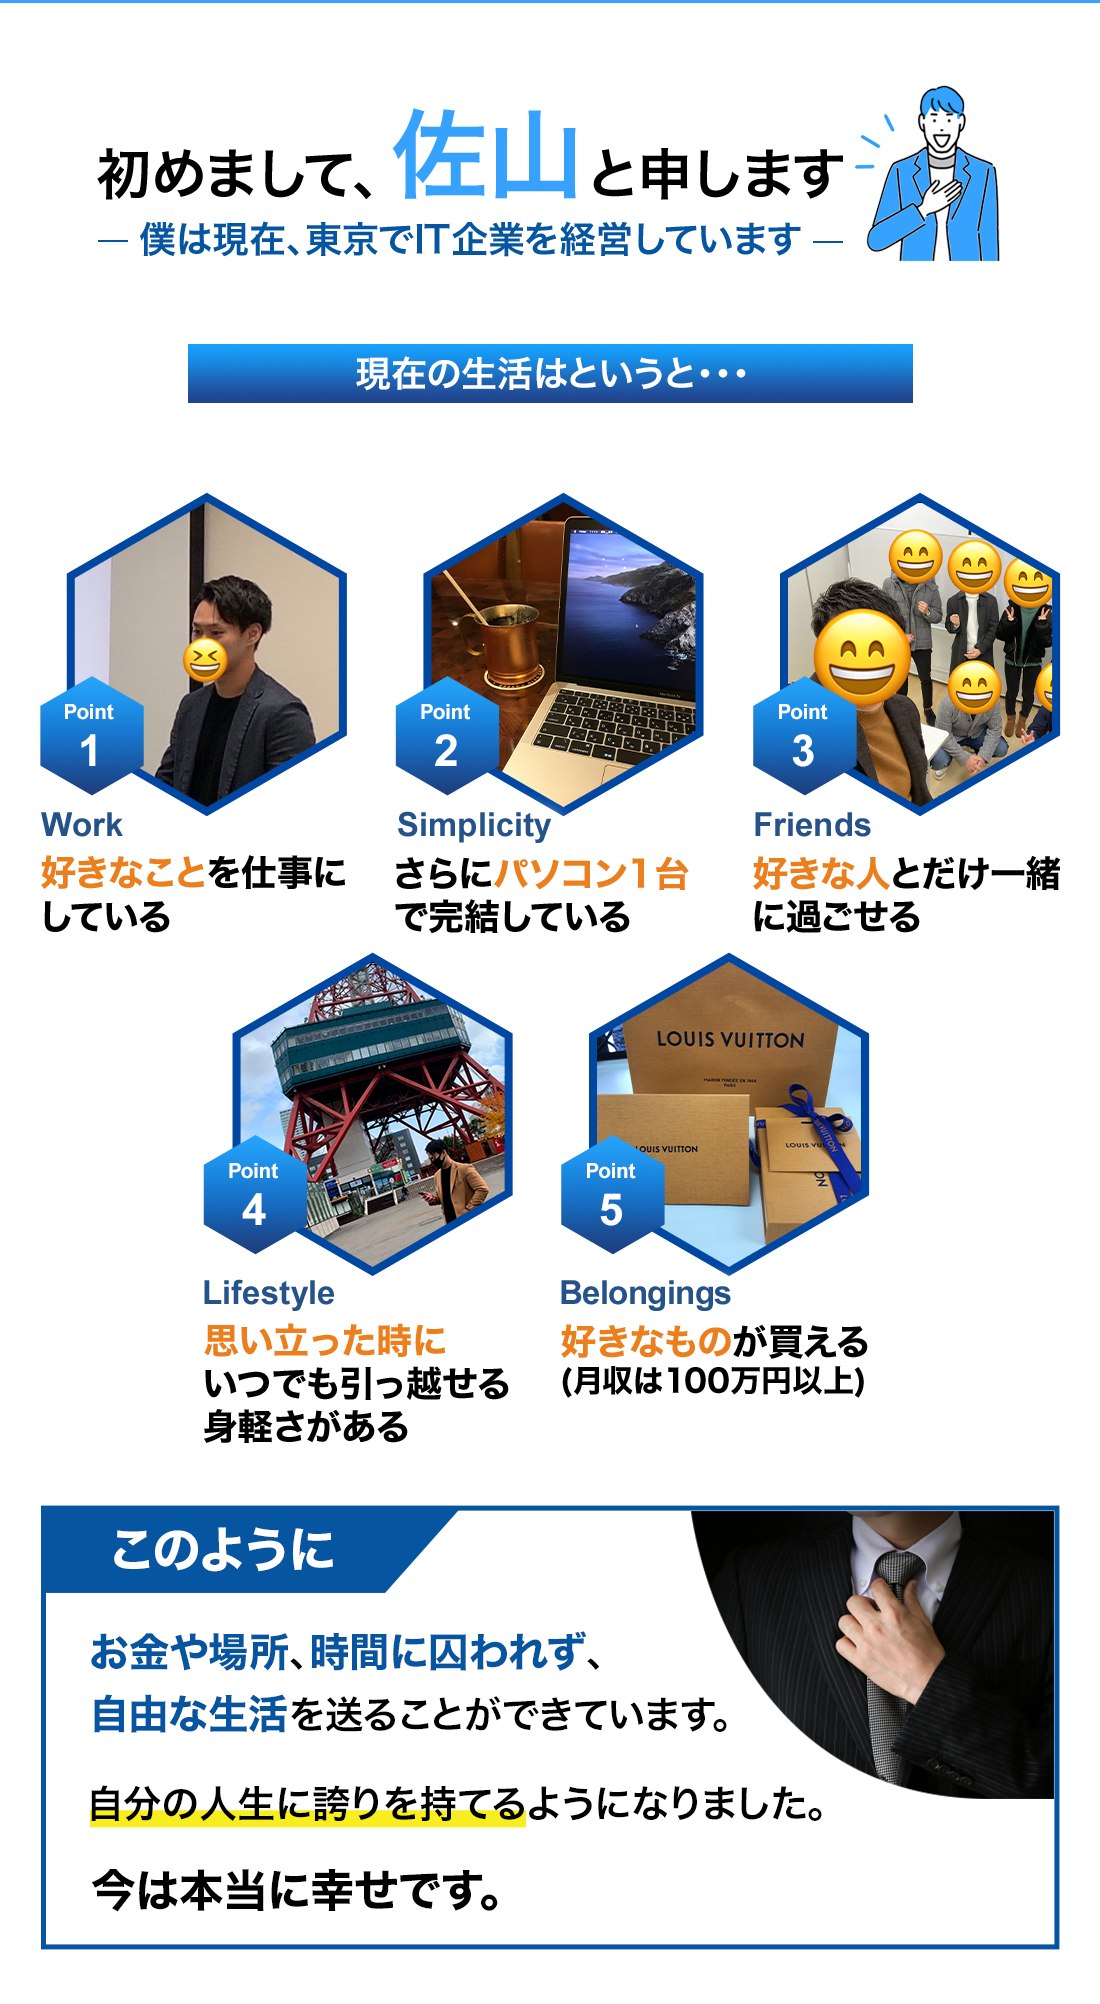 初めまして、佐山と申します
― 僕は現在、東京でIT企業を経営しています ―
現在の生活はというと・・・
Point
1
Work
好きなことを仕事に
している
Point
2
Simplicity
さらにパソコン1台
で完結している
Point
3
Friends
好きな人とだけ一緒
に過ごせる
Point
4
Lifestyle
思い立った時に
いつでも引っ越せる
身軽さがある
LOUIS VUITTON
MAISON FONDÉE EN 1854
PARIS
OUIS VUITTON
LOUIS VU
VUITTON
Point
5
Belongings
好きなものが買える
(月収は100万円以上)
このように
お金や場所、時間に囚われず、
自由な生活を送ることができています。
自分の人生に誇りを持てるようになりました。
今は本当に幸せです。